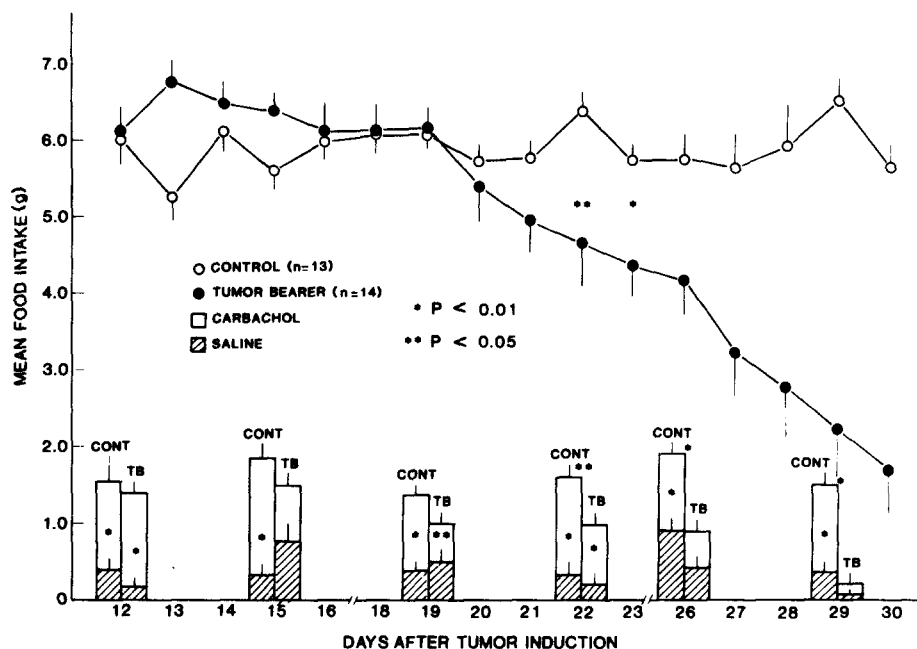 MEAN FOOD INTAKE (g)
7.0
6.0
5.0
4.0
3.0
2.0
1.0
0
CONTROL (n=13)
TUMOR BEARER (n=14)
CARBACHOL
SALINE
* P < 0.01
** P < 0.05
** *
CONT TB
* *
CONT TB
*
CONT TB
* **
CONT ** TB
* *
CONT * TB
*
CONT * TB
*
12 13 14 15 16 18 19 20 21 22 23 26 27 28 29 30
DAYS AFTER TUMOR INDUCTION